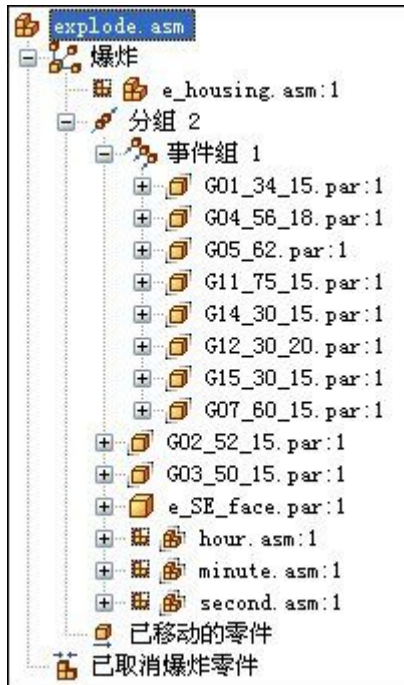 explode.asm
爆炸
e_housing.asm:1
分组 2
事件组 1
G01_34_15.par:1
G04_56_18.par:1
G05_62.par:1
G11_75_15.par:1
G14_30_15.par:1
G12_30_20.par:1
G15_30_15.par:1
G07_60_15.par:1
G02_52_15.par:1
G03_50_15.par:1
e_SE_face.par:1
hour.asm:1
minute.asm:1
second.asm:1
已移动的零件
已取消爆炸零件